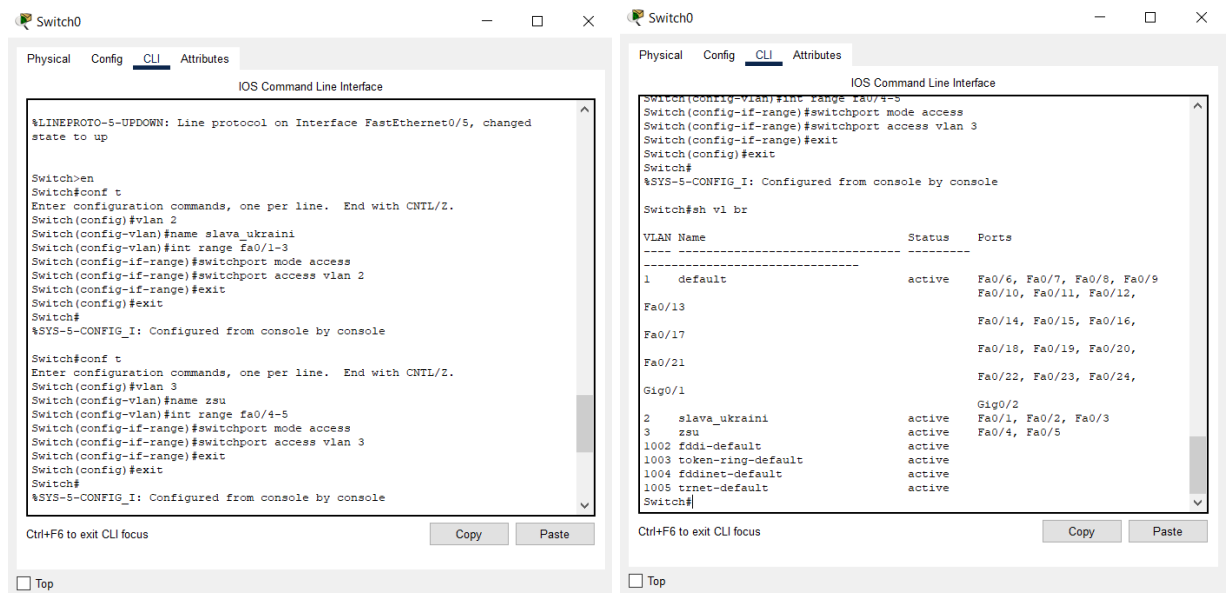 Switch0
Physical Config CLI Attributes
IOS Command Line Interface
%LINEPROTO-5-UPDOWN: Line protocol on Interface FastEthernet0/5, changed
state to up
Switch>en
Switch#conf t
Enter configuration commands, one per line. End with CNTL/Z.
Switch(config)#vlan 2
Switch(config-vlan)#name slava_ukraini
Switch(config-vlan)#int range fa0/1-3
Switch(config-if-range)#switchport mode access
Switch(config-if-range)#switchport access vlan 2
Switch(config-if-range)#exit
Switch(config)#exit
Switch#
%SYS-5-CONFIG_I: Configured from console by console
Switch#conf t
Enter configuration commands, one per line. End with CNTL/Z.
Switch(config)#vlan 3
Switch(config-vlan)#name zsu
Switch(config-vlan)#int range fa0/4-5
Switch(config-if-range)#switchport mode access
Switch(config-if-range)#switchport access vlan 3
Switch(config-if-range)#exit
Switch(config)#exit
Switch#
%SYS-5-CONFIG_I: Configured from console by console
Ctrl+F6 to exit CLI focus
Copy Paste
Top
Switch0
Physical Config CLI Attributes
IOS Command Line Interface
Switch(config-vlan)#int range fa0/4-5
Switch(config-if-range)#switchport mode access
Switch(config-if-range)#switchport access vlan 3
Switch(config-if-range)#exit
Switch(config)#exit
Switch#
%SYS-5-CONFIG_I: Configured from console by console
Switch#sh vl br
VLAN Name Status Ports
---- -------------------------------- ---------
-------------------------------
1 default active Fa0/6, Fa0/7, Fa0/8, Fa0/9
Fa0/10, Fa0/11, Fa0/12,
Fa0/13
Fa0/14, Fa0/15, Fa0/16,
Fa0/17
Fa0/18, Fa0/19, Fa0/20,
Fa0/21
Fa0/22, Fa0/23, Fa0/24,
Gig0/1
Gig0/2
2 slava_ukraini active Fa0/1, Fa0/2, Fa0/3
3 zsu active Fa0/4, Fa0/5
1002 fddi-default active
1003 token-ring-default active
1004 fddinet-default active
1005 trnet-default active
Switch#
Ctrl+F6 to exit CLI focus
Copy Paste
Top